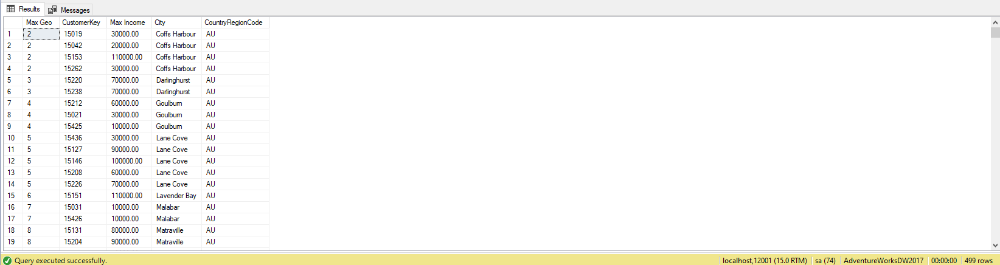 Results Messages
Max Geo CustomerKey Max Income City CountryRegionCode
1 2 15019 30000.00 Coffs Harbour AU
2 2 15042 20000.00 Coffs Harbour AU
3 2 15153 110000.00 Coffs Harbour AU
4 2 15262 30000.00 Coffs Harbour AU
5 3 15220 70000.00 Darlinghurst AU
6 3 15238 70000.00 Darlinghurst AU
7 4 15212 60000.00 Goulburn AU
8 4 15021 30000.00 Goulburn AU
9 4 15425 10000.00 Goulburn AU
10 5 15436 30000.00 Lane Cove AU
11 5 15127 90000.00 Lane Cove AU
12 5 15146 100000.00 Lane Cove AU
13 5 15208 60000.00 Lane Cove AU
14 5 15226 70000.00 Lane Cove AU
15 6 15151 110000.00 Lavender Bay AU
16 7 15031 10000.00 Malabar AU
17 7 15426 10000.00 Malabar AU
18 8 15131 80000.00 Matraville AU
19 8 15204 90000.00 Matraville AU
Query executed successfully. localhost,12001 (15.0 RTM) sa (74) AdventureWorksDW2017 00:00:00 499 rows